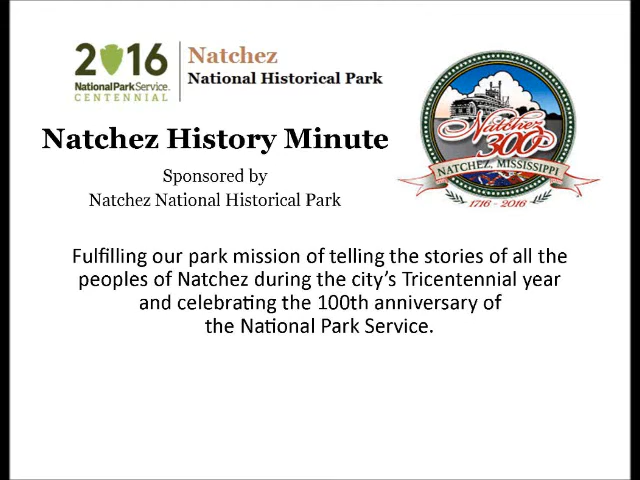 2016
National Park Service
CENTENNIAL
Natchez
National Historical Park
Natchez History Minute
Sponsored by
Natchez National Historical Park
Natchez
300
NATCHEZ, MISSISSIPPI
1716 - 2016
Fulfilling our park mission of telling the stories of all the
peoples of Natchez during the city's Tricentennial year
and celebrating the 100th anniversary of
the National Park Service.